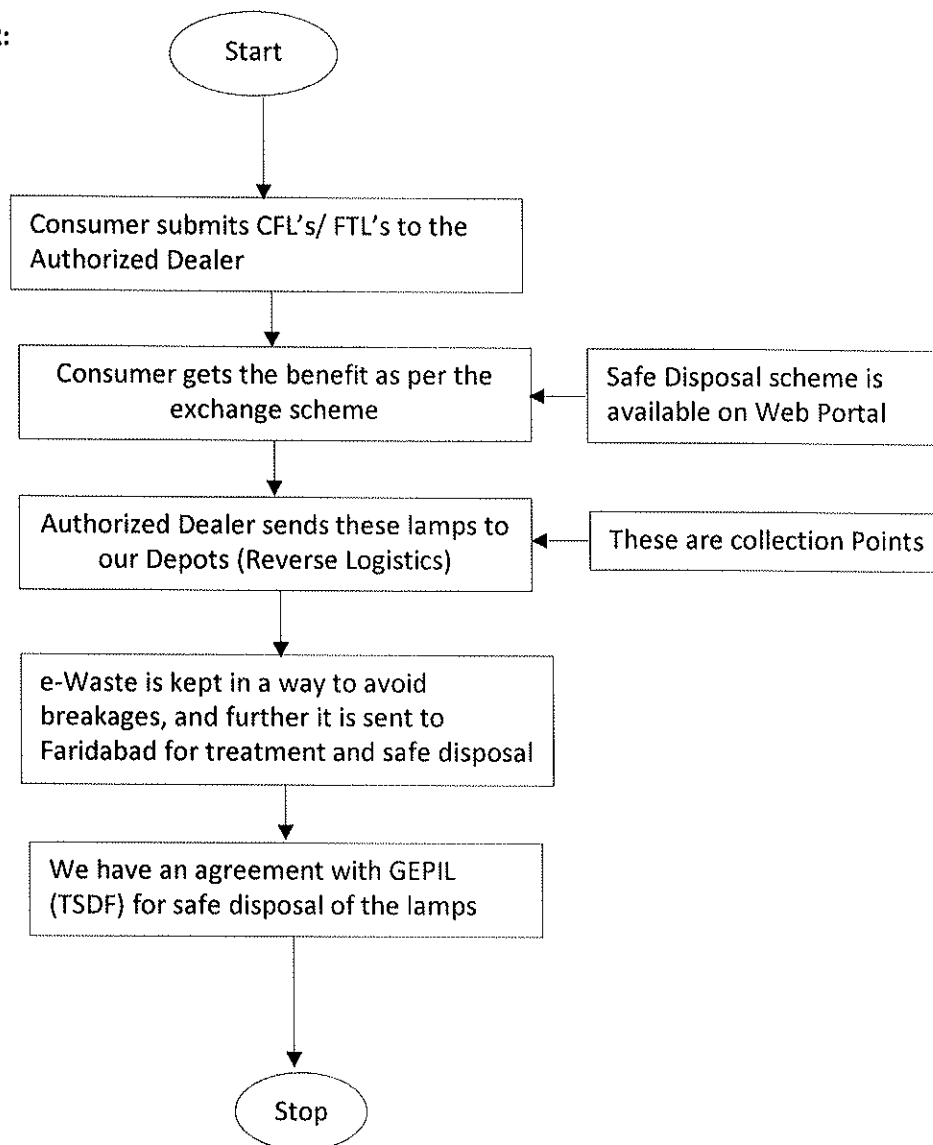 Start
Consumer submits CFL's/ FTL's to the
Authorized Dealer
Consumer gets the benefit as per the
exchange scheme
Safe Disposal scheme is
available on Web Portal
Authorized Dealer sends these lamps to
our Depots (Reverse Logistics)
These are collection Points
e-Waste is kept in a way to avoid
breakages, and further it is sent to
Faridabad for treatment and safe disposal
We have an agreement with GEPIL
(TSDF) for safe disposal of the lamps
Stop